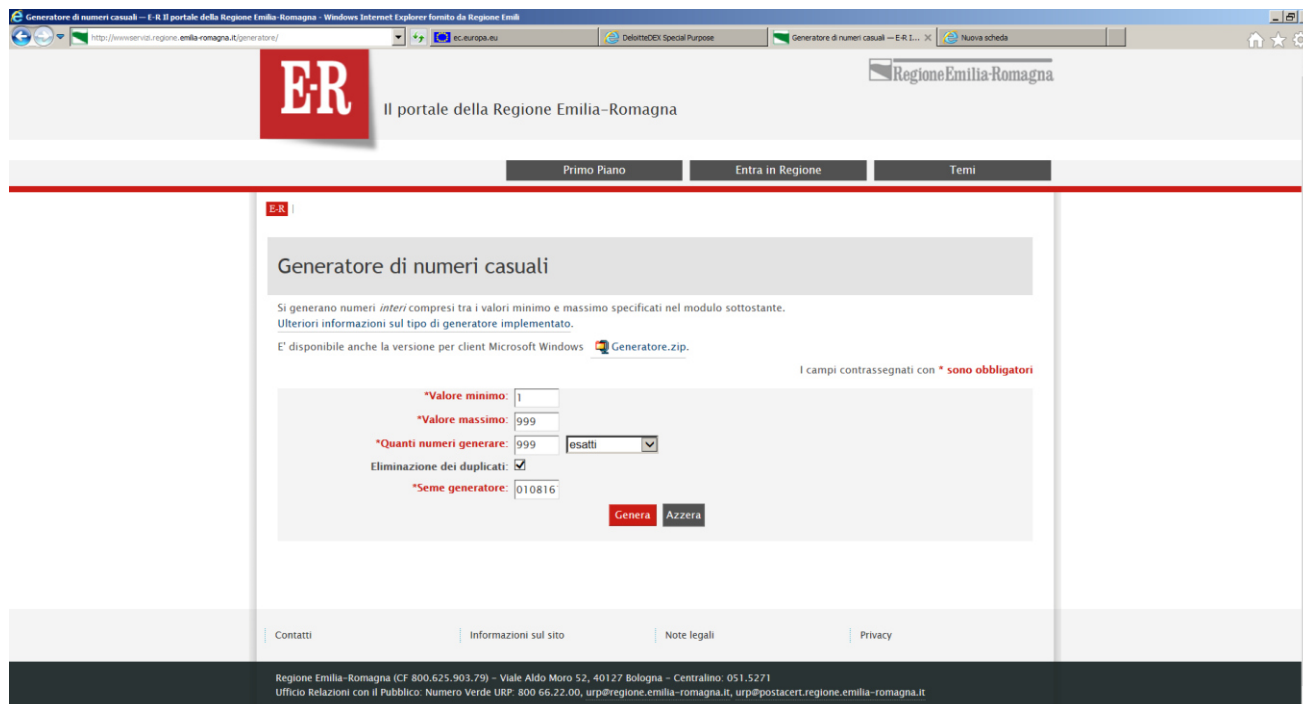 Generatore di numeri casuali — E-R Il portale della Regione Emilia-Romagna - Windows Internet Explorer fornito da Regione Emili
http://wwwservizi.regione.emilia-romagna.it/generatore/
ec.europa.eu
DeloitteDEX Special Purpose
Generatore di numeri casuali — E-R I...
Nuova scheda
E-R
Il portale della Regione Emilia-Romagna
RegioneEmilia-Romagna
Primo Piano
Entra in Regione
Temi
E-R |
Generatore di numeri casuali
Si generano numeri interi compresi tra i valori minimo e massimo specificati nel modulo sottostante.
Ulteriori informazioni sul tipo di generatore implementato.
E' disponibile anche la versione per client Microsoft Windows Generatore.zip.
I campi contrassegnati con * sono obbligatori
*Valore minimo: 1
*Valore massimo: 999
*Quanti numeri generare: 999 esatti
Eliminazione dei duplicati:
*Seme generatore: 010816
Genera Azzera
Contatti
Informazioni sul sito
Note legali
Privacy
Regione Emilia-Romagna (CF 800.625.903.79) - Viale Aldo Moro 52, 40127 Bologna - Centralino: 051.5271
Ufficio Relazioni con il Pubblico: Numero Verde URP: 800 66.22.00, urp@regione.emilia-romagna.it, urp@postacert.regione.emilia-romagna.it